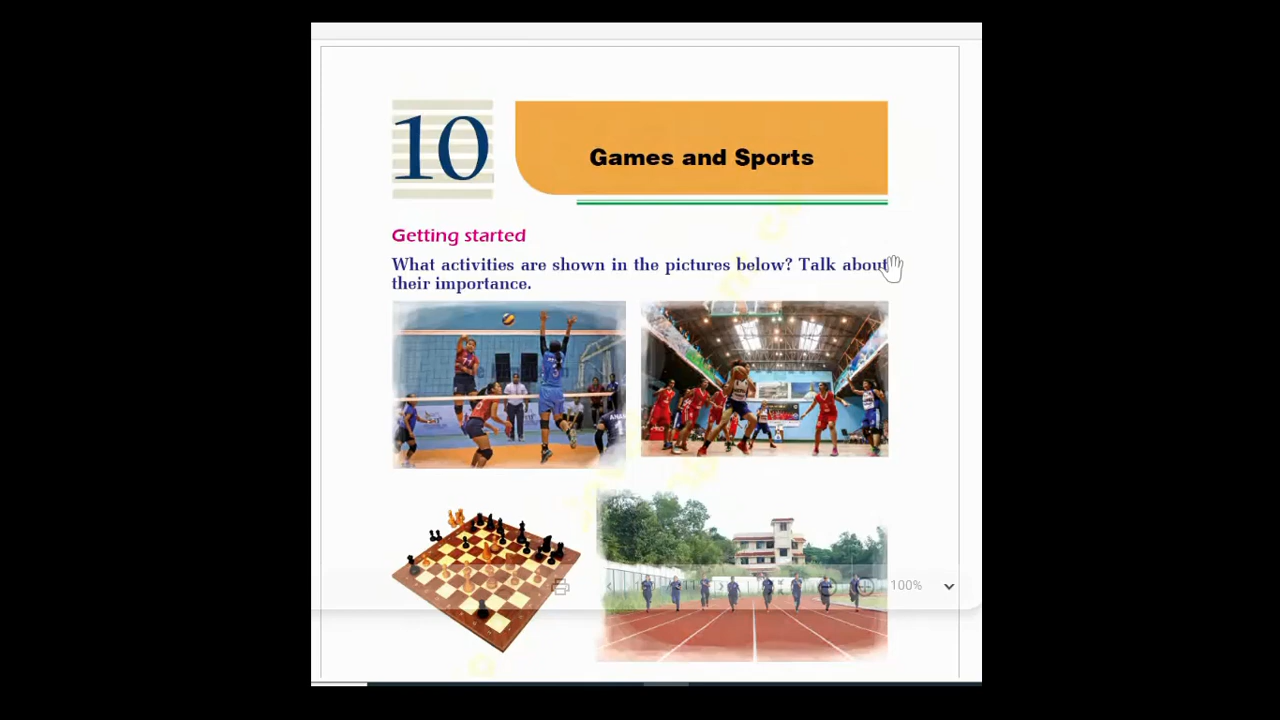 10
Games and Sports
Getting started
What activities are shown in the pictures below? Talk about
their importance.
100%